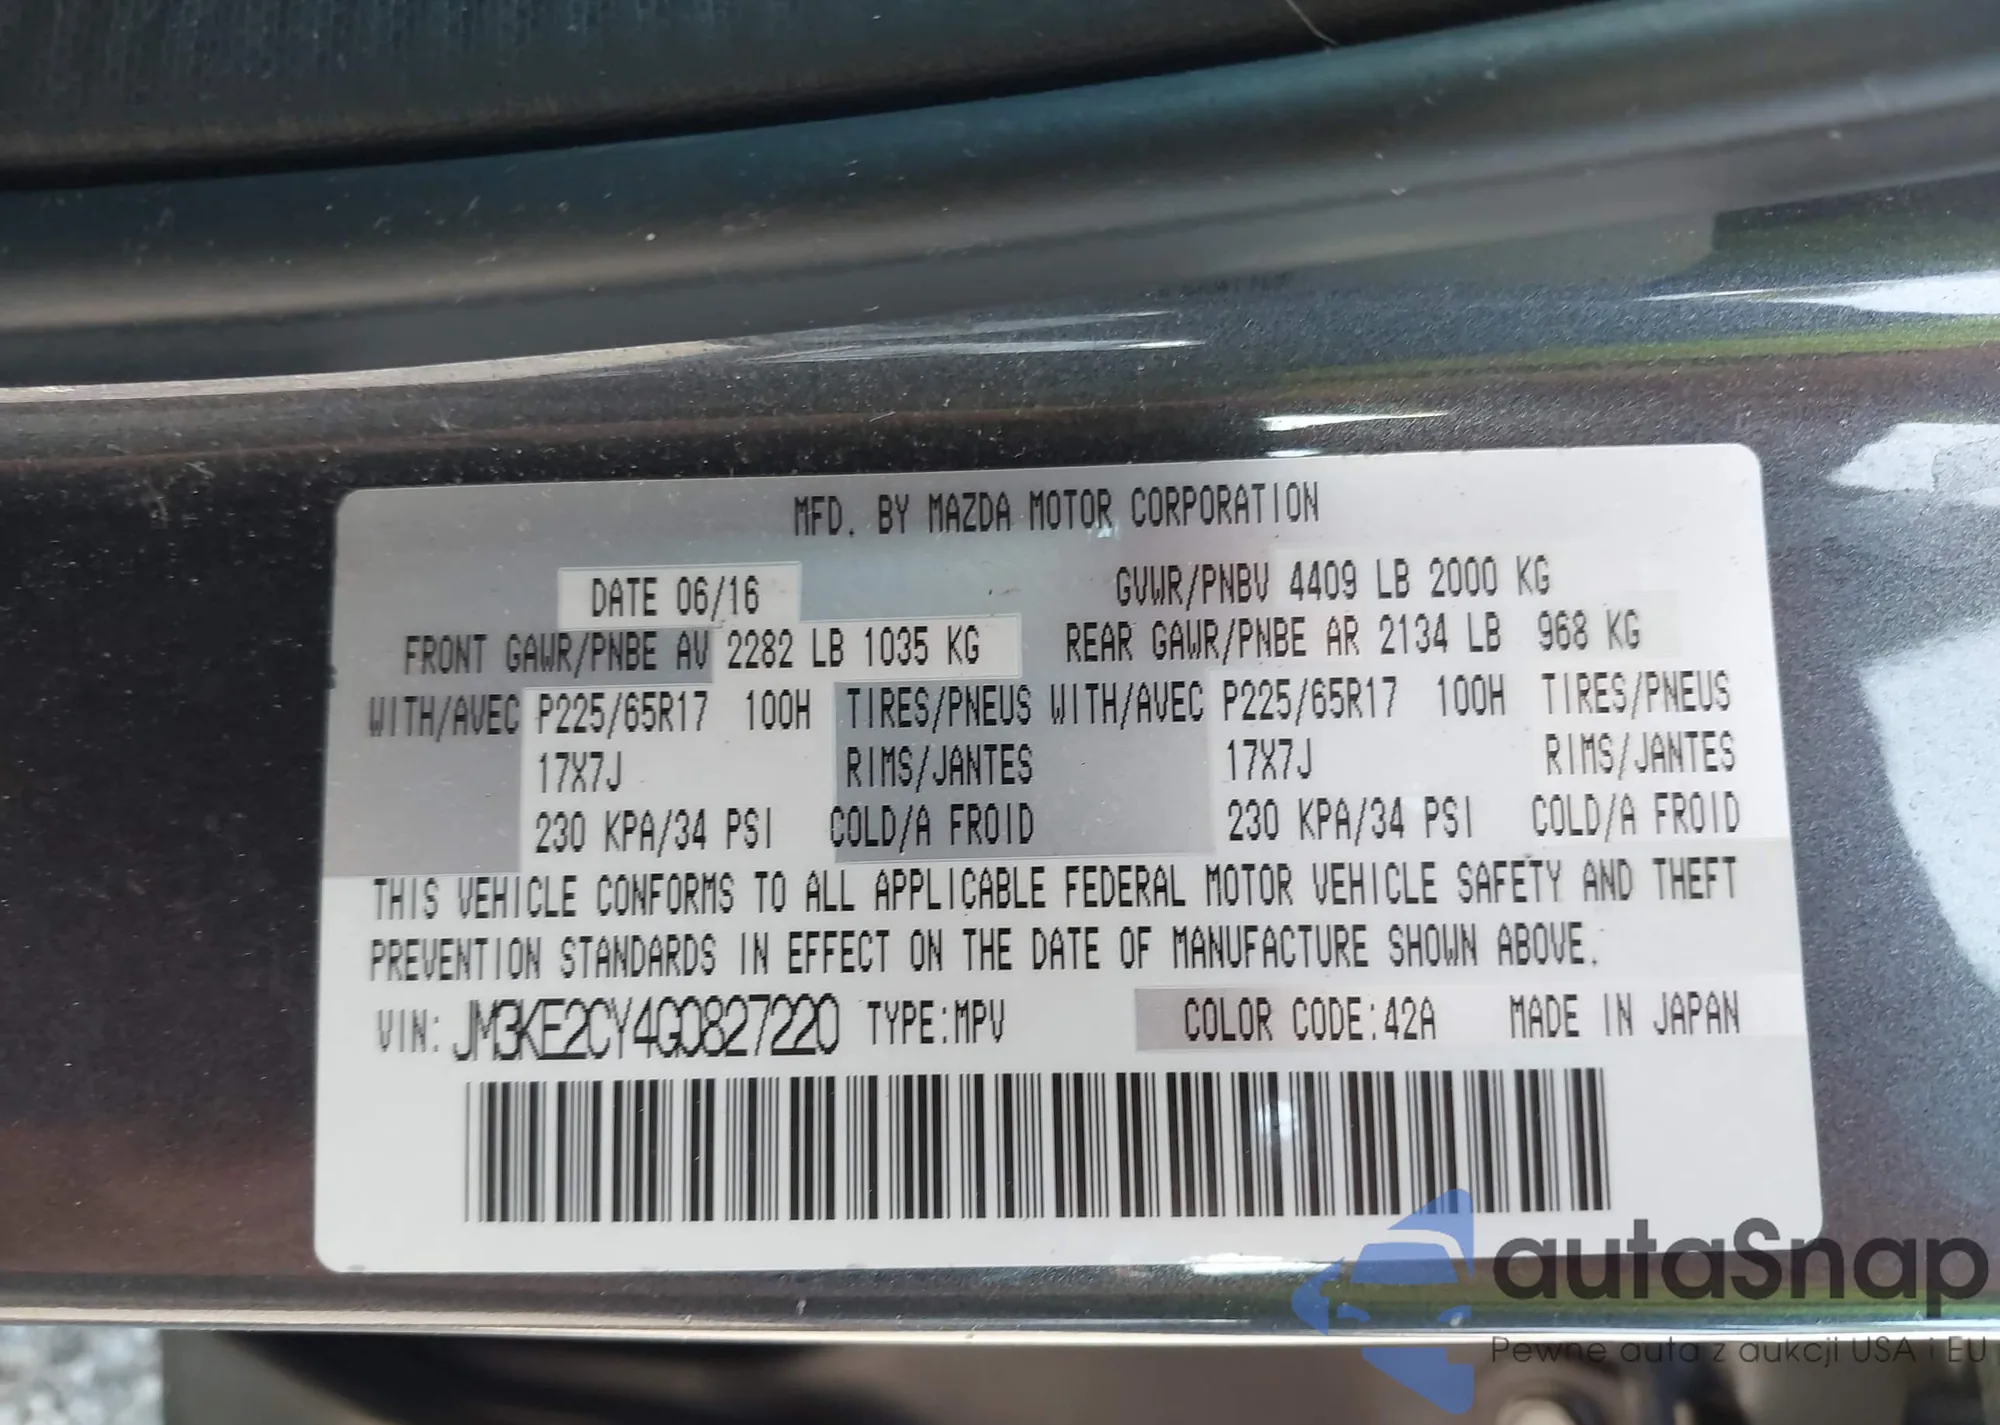 MFD. BY MAZDA MOTOR CORPORATION
DATE 06/16 GVWR/PNBV 4409 LB 2000 KG
FRONT GAWR/PNBE AV 2282 LB 1035 KG REAR GAWR/PNBE AR 2134 LB 968 KG
WITH/AVEC P225/65R17 100H TIRES/PNEUS WITH/AVEC P225/65R17 100H TIRES/PNEUS
17X7J RIMS/JANTES 17X7J RIMS/JANTES
230 KPA/34 PSI COLD/A FROID 230 KPA/34 PSI COLD/A FROID
THIS VEHICLE CONFORMS TO ALL APPLICABLE FEDERAL MOTOR VEHICLE SAFETY AND THEFT
PREVENTION STANDARDS IN EFFECT ON THE DATE OF MANUFACTURE SHOWN ABOVE.
VIN: JM3KE2CY4G0827220 TYPE:MPV COLOR CODE:42A MADE IN JAPAN
autaSnap
Pewne auta z aukcji USA i EU